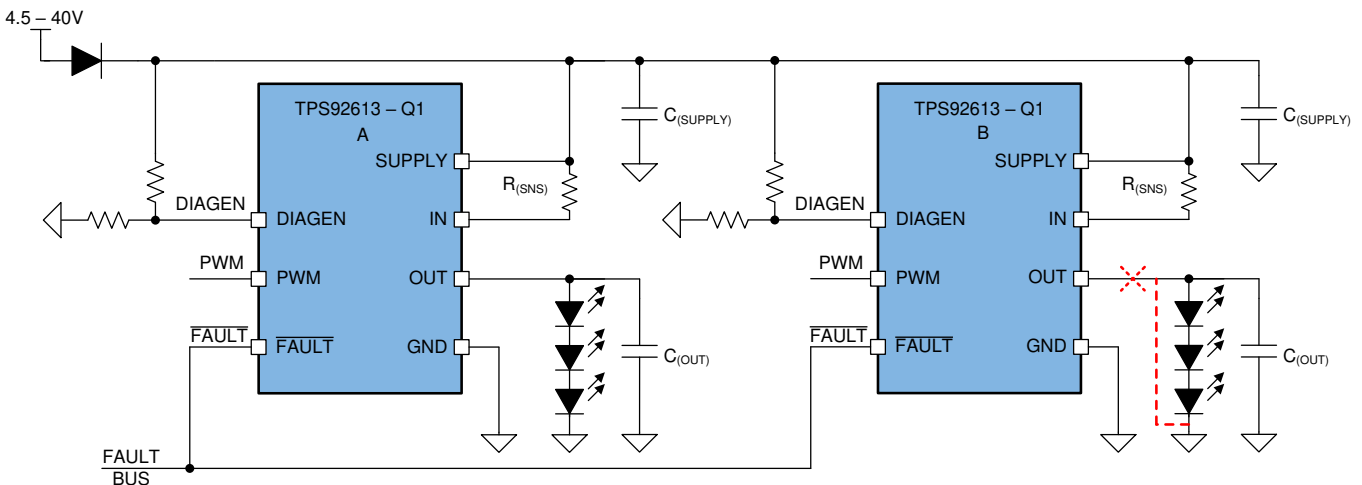 4.5 – 40V
TPS92613 – Q1
A
SUPPLY
R(SNS)
IN
DIAGEN
DIAGEN
PWM
PWM
OUT
FAULT
FAULT
GND
C(SUPPLY)
C(OUT)
TPS92613 – Q1
B
SUPPLY
R(SNS)
IN
DIAGEN
DIAGEN
PWM
PWM
OUT
FAULT
FAULT
GND
C(SUPPLY)
C(OUT)
FAULT
BUS